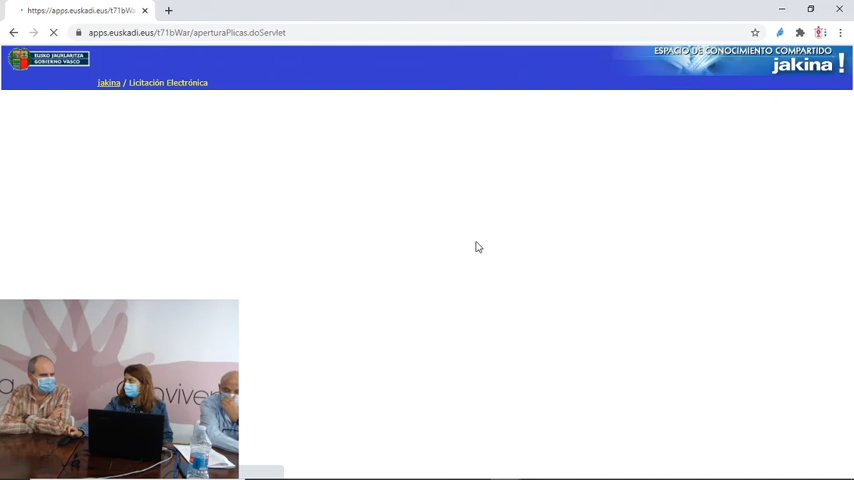 https://apps.euskadi.eus/t71bWa
apps.euskadi.eus/t71bWar/aperturaPlicas.doServlet
EUSKO JAURLARITZA
GOBIERNO VASCO
ESPACIO DE CONOCIMIENTO COMPARTIDO
jakina!
jakina / Licitación Electrónica
a
onviven